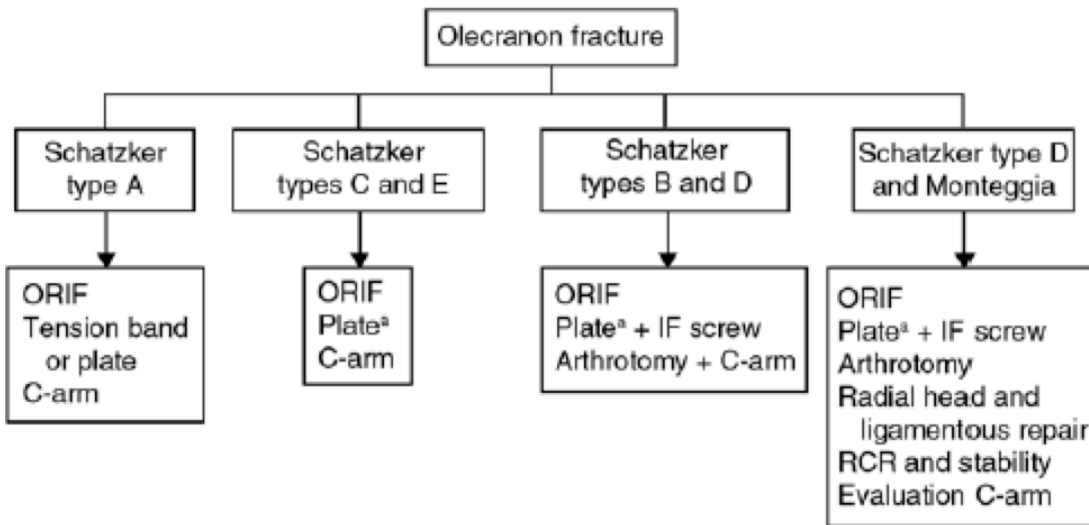 Olecranon fracture
Schatzker
type A
Schatzker
types C and E
Schatzker
types B and D
Schatzker type D
and Monteggia
ORIF
Tension band
or plate
C-arm
ORIF
Plateᵃ
C-arm
ORIF
Plateᵃ + IF screw
Arthrotomy + C-arm
ORIF
Plateᵃ + IF screw
Arthrotomy
Radial head and
ligamentous repair
RCR and stability
Evaluation C-arm